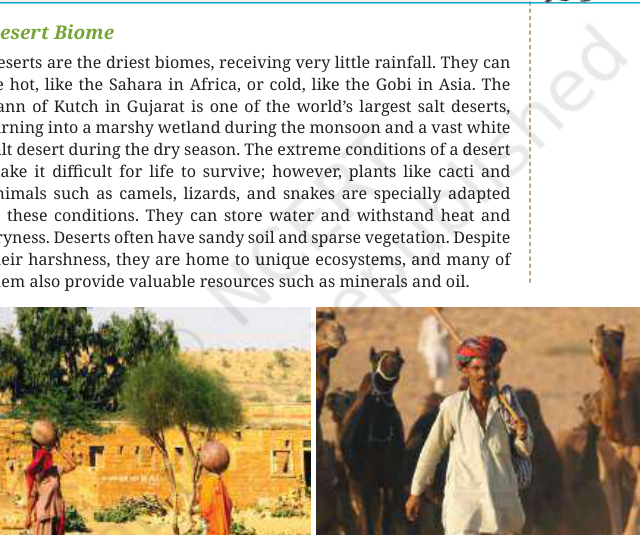 esert Biome
eserts are the driest biomes, receiving very little rainfall. They can
e hot, like the Sahara in Africa, or cold, like the Gobi in Asia. The
ann of Kutch in Gujarat is one of the world’s largest salt deserts,
rning into a marshy wetland during the monsoon and a vast white
lt desert during the dry season. The extreme conditions of a desert
ake it difficult for life to survive; however, plants like cacti and
nimals such as camels, lizards, and snakes are specially adapted
these conditions. They can store water and withstand heat and
ryness. Deserts often have sandy soil and sparse vegetation. Despite
eir harshness, they are home to unique ecosystems, and many of
em also provide valuable resources such as minerals and oil.
© NCERT
republished